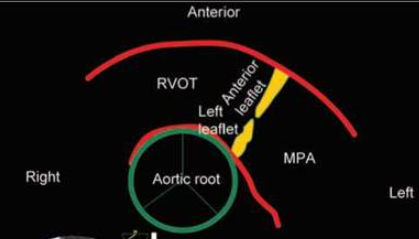 Anterior
RVOT
Anterior
leaflet
Left
leaflet
MPA
Right
Aortic root
Left